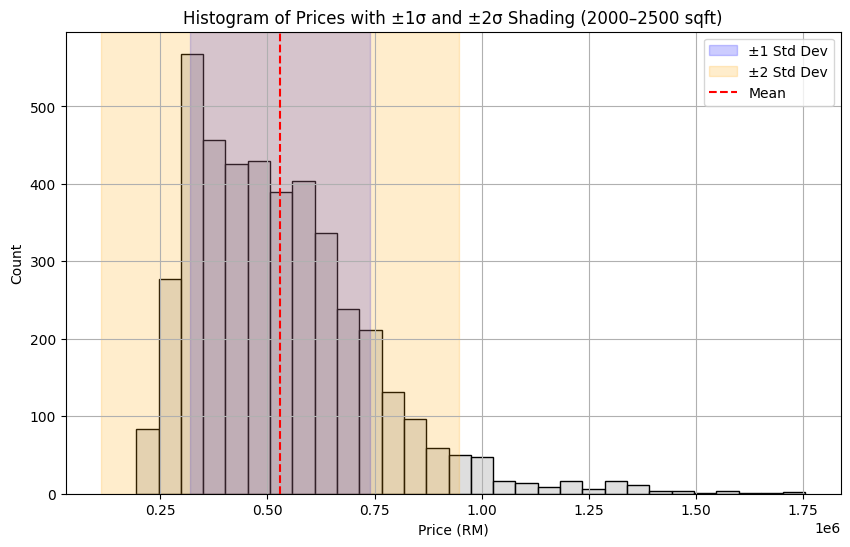 Histogram of Prices with ±1σ and ±2σ Shading (2000–2500 sqft)
±1 Std Dev
±2 Std Dev
Mean
Count
500
400
300
200
100
0
0.25 0.50 0.75 1.00 1.25 1.50 1.75
1e6
Price (RM)